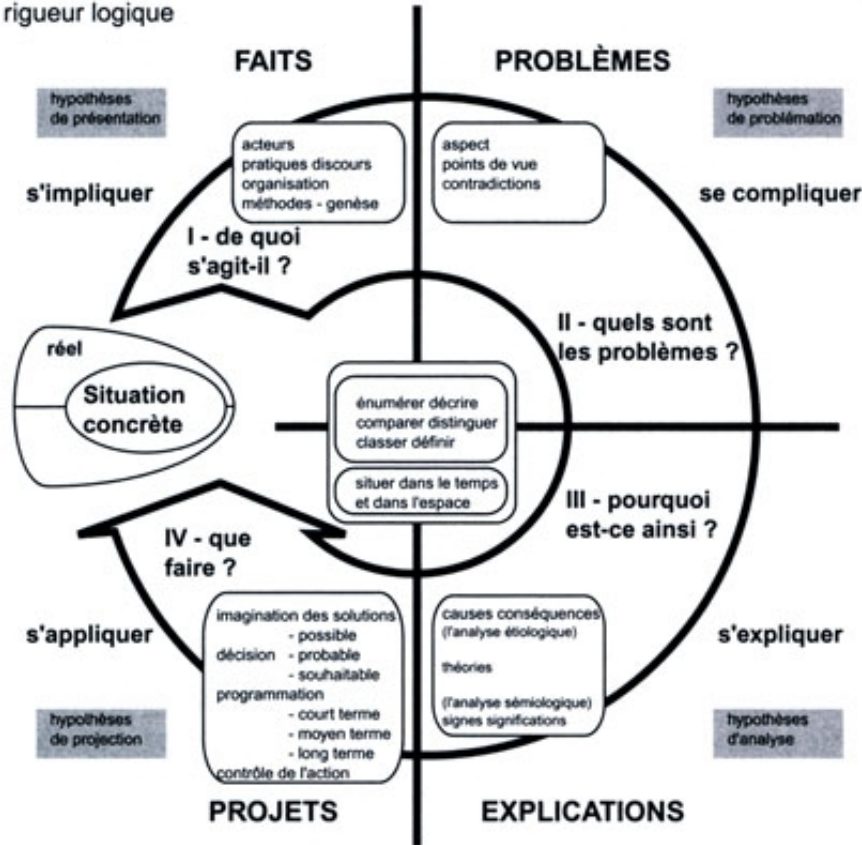 rigueur logique
FAITS
PROBLÈMES
hypothèses
de présentation
hypothèses
de problémation
acteurs
pratiques discours
organisation
méthodes - genèse
aspect
points de vue
contradictions
s'impliquer
se compliquer
I - de quoi
s'agit-il ?
II - quels sont
les problèmes ?
réel
Situation
concrète
énumérer décrire
comparer distinguer
classer définir
situer dans le temps
et dans l'espace
III - pourquoi
est-ce ainsi ?
IV - que
faire ?
s'appliquer
imagination des solutions
- possible
décision - probable
- souhaitable
programmation
- court terme
- moyen terme
- long terme
contrôle de l'action
causes conséquences
(l'analyse étiologique)
théories
(l'analyse sémiologique)
signes significations
s'expliquer
hypothèses
de projection
hypothèses
d'analyse
PROJETS
EXPLICATIONS